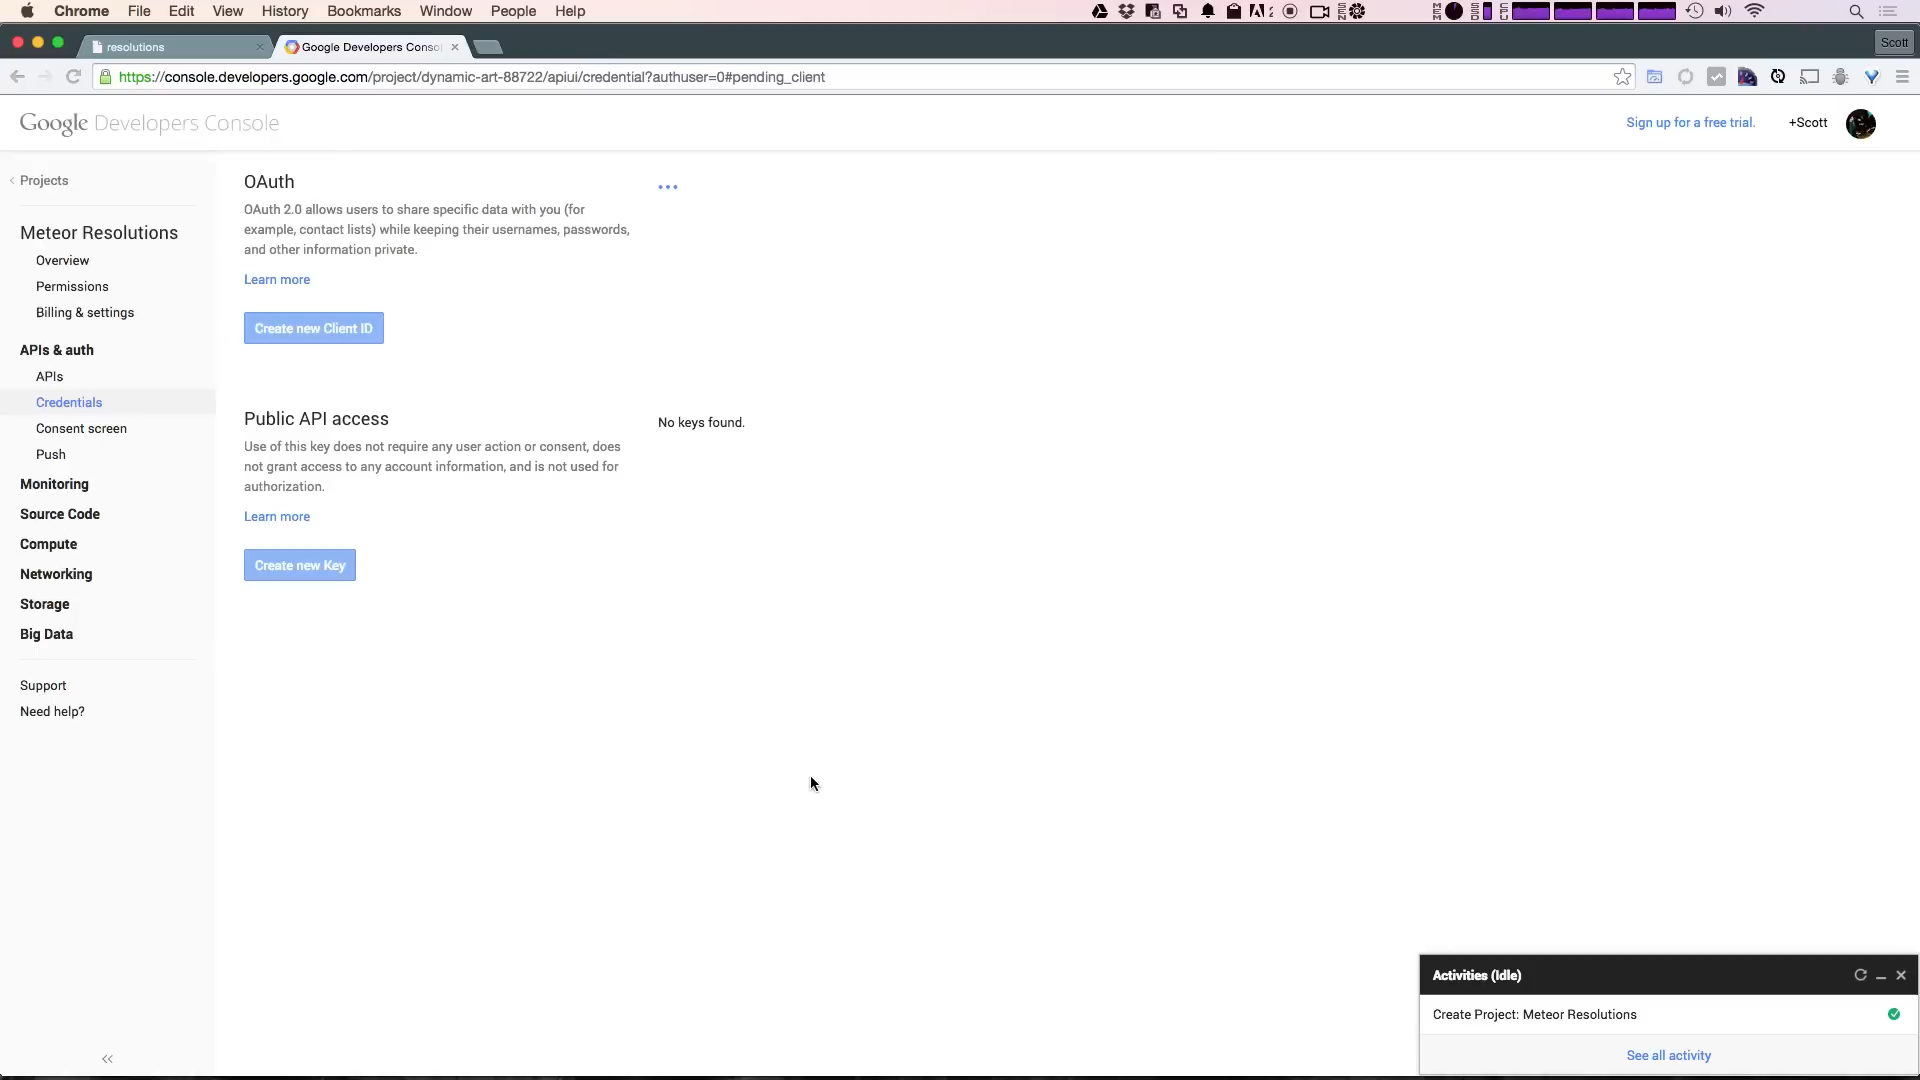 Chrome File Edit View History Bookmarks Window People Help
resolutions
Google Developers Conso
Scott
https://console.developers.google.com/project/dynamic-art-88722/apiui/credential?authuser=0#pending_client
Google Developers Console
Sign up for a free trial.
+Scott
Projects
Meteor Resolutions
Overview
Permissions
Billing & settings
APIs & auth
APIs
Credentials
Consent screen
Push
Monitoring
Source Code
Compute
Networking
Storage
Big Data
Support
Need help?
OAuth
OAuth 2.0 allows users to share specific data with you (for
example, contact lists) while keeping their usernames, passwords,
and other information private.
Learn more
Create new Client ID
Public API access
No keys found.
Use of this key does not require any user action or consent, does
not grant access to any account information, and is not used for
authorization.
Learn more
Create new Key
Activities (Idle)
Create Project: Meteor Resolutions
See all activity